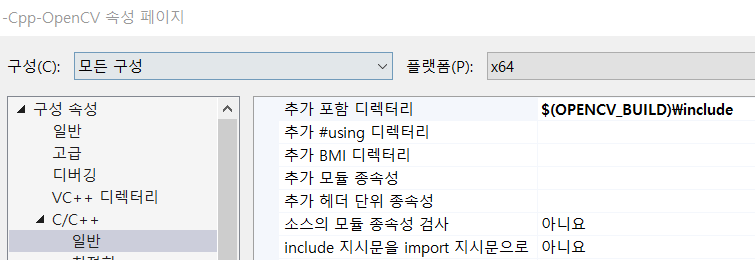 -Cpp-OpenCV 속성 페이지
구성(C): 모든 구성 플랫폼(P): x64
구성 속성
일반
고급
디버깅
VC++ 디렉터리
C/C++
일반
추가 포함 디렉터리 $(OPENCV_BUILD)₩include
추가 #using 디렉터리
추가 BMI 디렉터리
추가 모듈 종속성
추가 헤더 단위 종속성
소스의 모듈 종속성 검사 아니요
include 지시문을 import 지시문으로 아니요